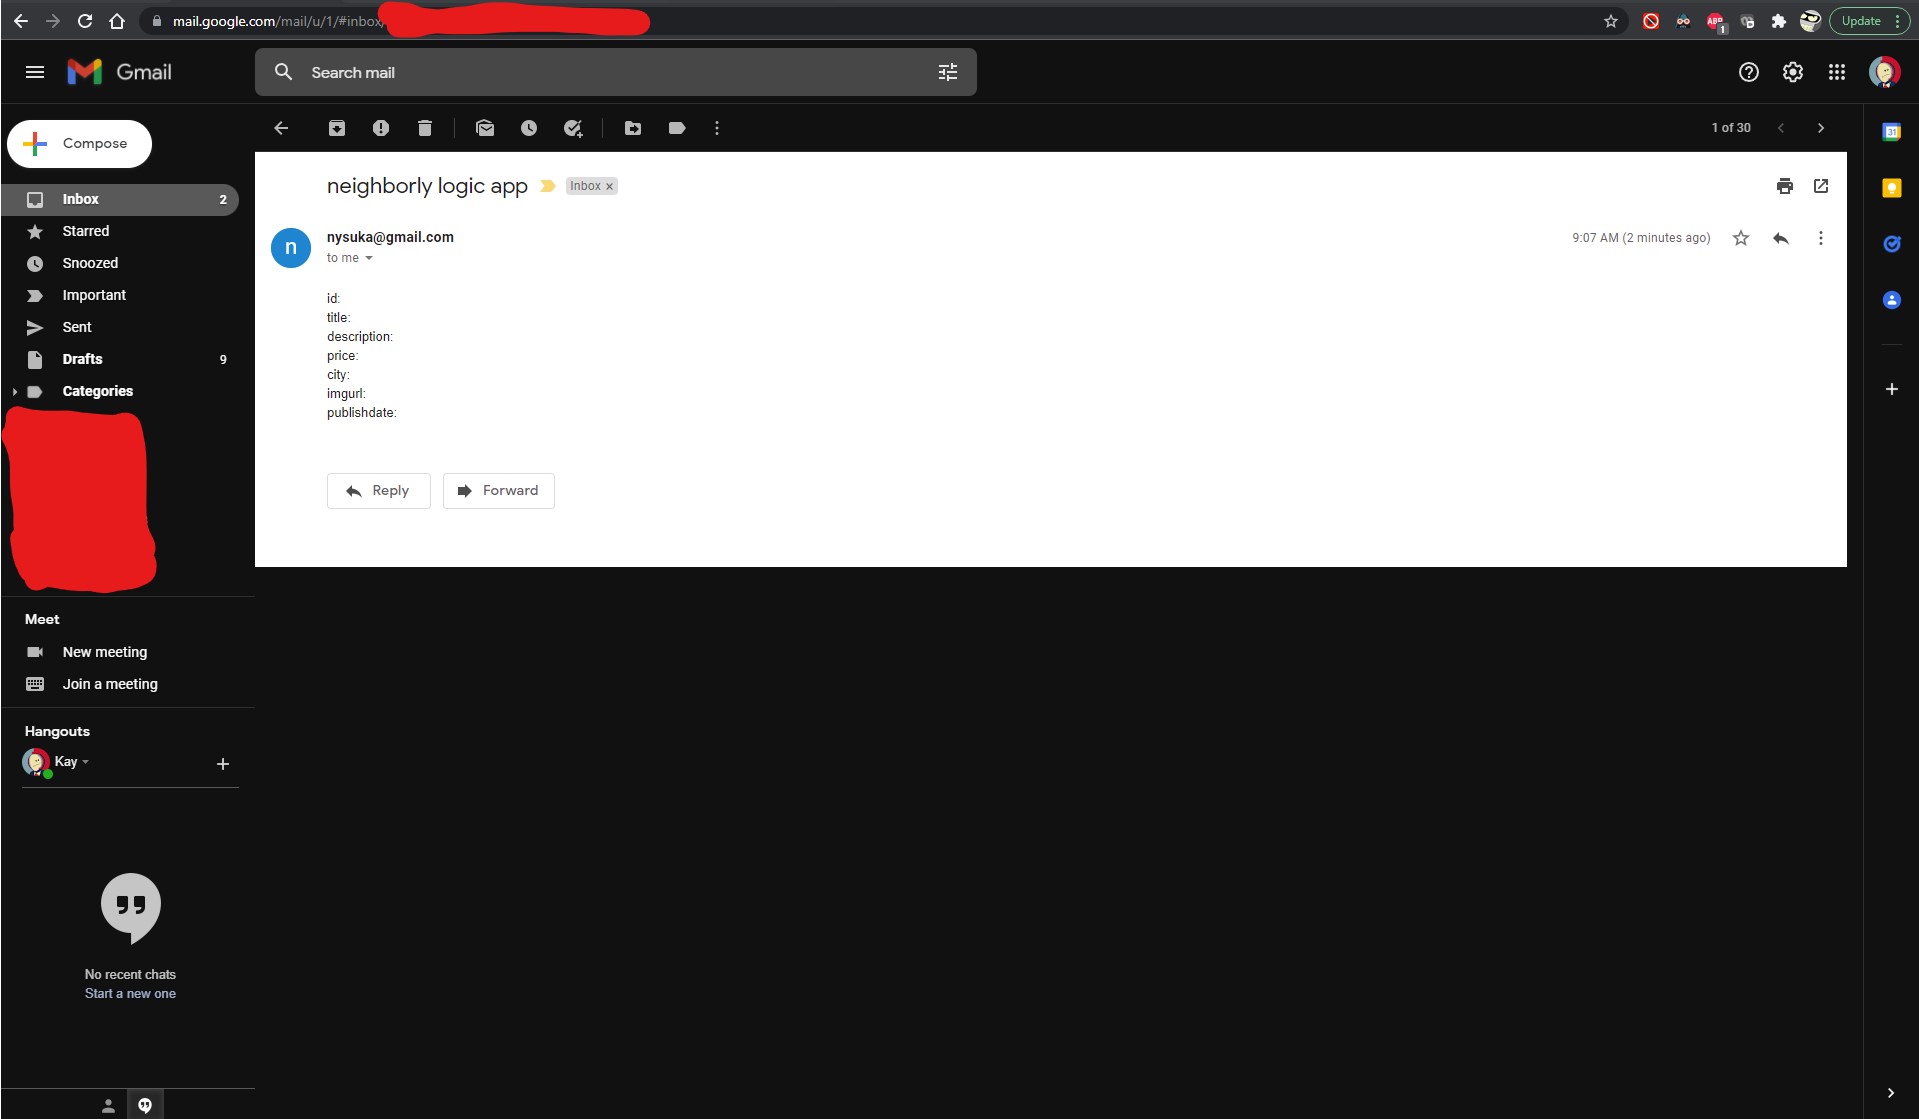 mail.google.com/mail/u/1/#inbox/
ABP
1
Update
Gmail
Search mail
Compose
1 of 30
31
Inbox 2
Starred
Snoozed
Important
Sent
Drafts 9
Categories
neighborly logic app
Inbox ×
n
nysuka@gmail.com
9:07 AM (2 minutes ago)
to me
id:
title:
description:
price:
city:
imgurl:
publishdate:
Reply
Forward
Meet
New meeting
Join a meeting
Hangouts
Kay
No recent chats
Start a new one